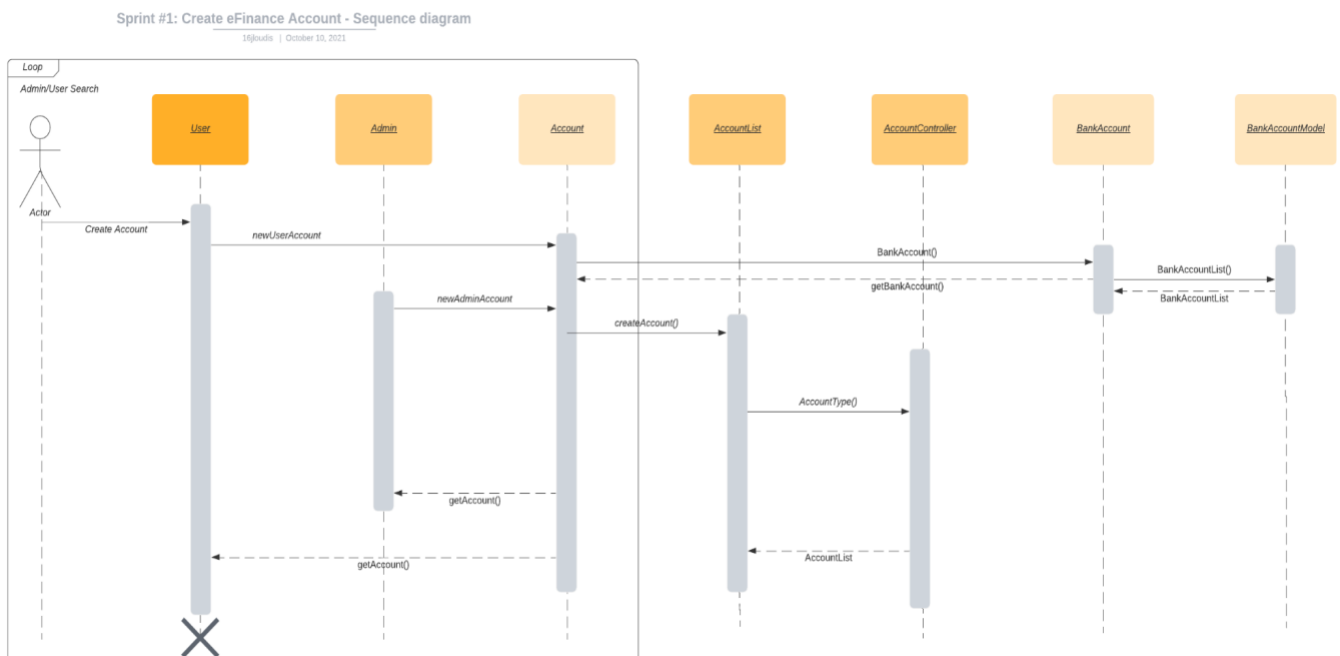 Sprint #1: Create eFinance Account - Sequence diagram
16jloudis | October 10, 2021
Loop
Admin/User Search
User
Admin
Account
AccountList
AccountController
BankAccount
BankAccountModel
Actor
Create Account
newUserAccount
BankAccount()
BankAccountList()
getBankAccount()
BankAccountList
newAdminAccount
createAccount()
AccountType()
getAccount()
AccountList
getAccount()